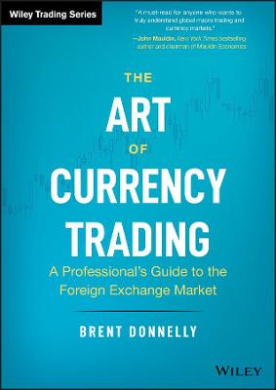 Wiley Trading Series
"A must-read for anyone who wants to
truly understand global macro trading and
currency markets."
—John Mauldin, New York Times bestselling
author and chairman of Mauldin Economics
THE
ART
OF
CURRENCY
TRADING
A Professional's Guide to the
Foreign Exchange Market
BRENT DONNELLY
WILEY